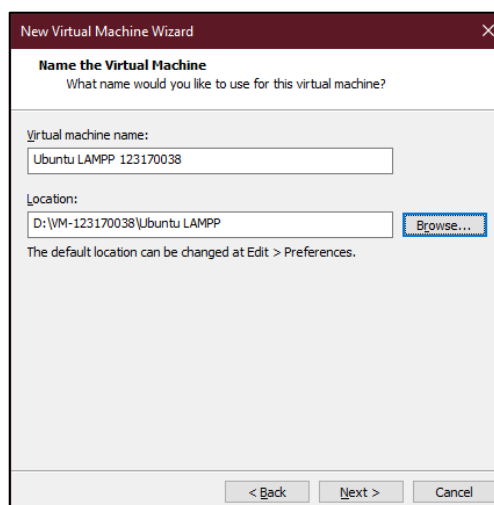 New Virtual Machine Wizard
Name the Virtual Machine
What name would you like to use for this virtual machine?
Virtual machine name:
Ubuntu LAMPP 123170038
Location:
D:\VM-123170038\Ubuntu LAMPP
Browse...
The default location can be changed at Edit > Preferences.
< Back
Next >
Cancel